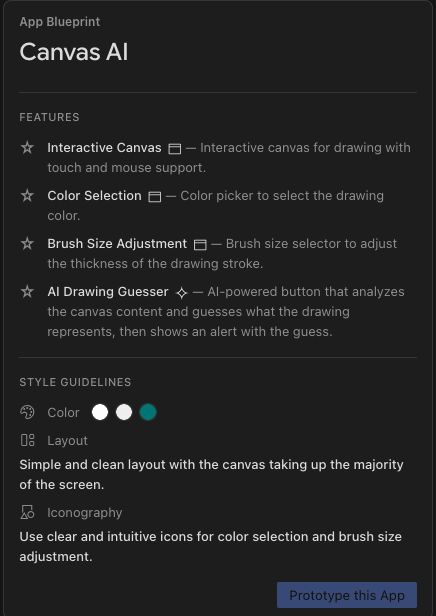 App Blueprint
Canvas AI
FEATURES
Interactive Canvas — Interactive canvas for drawing with
touch and mouse support.
Color Selection — Color picker to select the drawing
color.
Brush Size Adjustment — Brush size selector to adjust
the thickness of the drawing stroke.
AI Drawing Guesser — AI-powered button that analyzes
the canvas content and guesses what the drawing
represents, then shows an alert with the guess.
STYLE GUIDELINES
Color
Layout
Simple and clean layout with the canvas taking up the majority
of the screen.
Iconography
Use clear and intuitive icons for color selection and brush size
adjustment.
Prototype this App